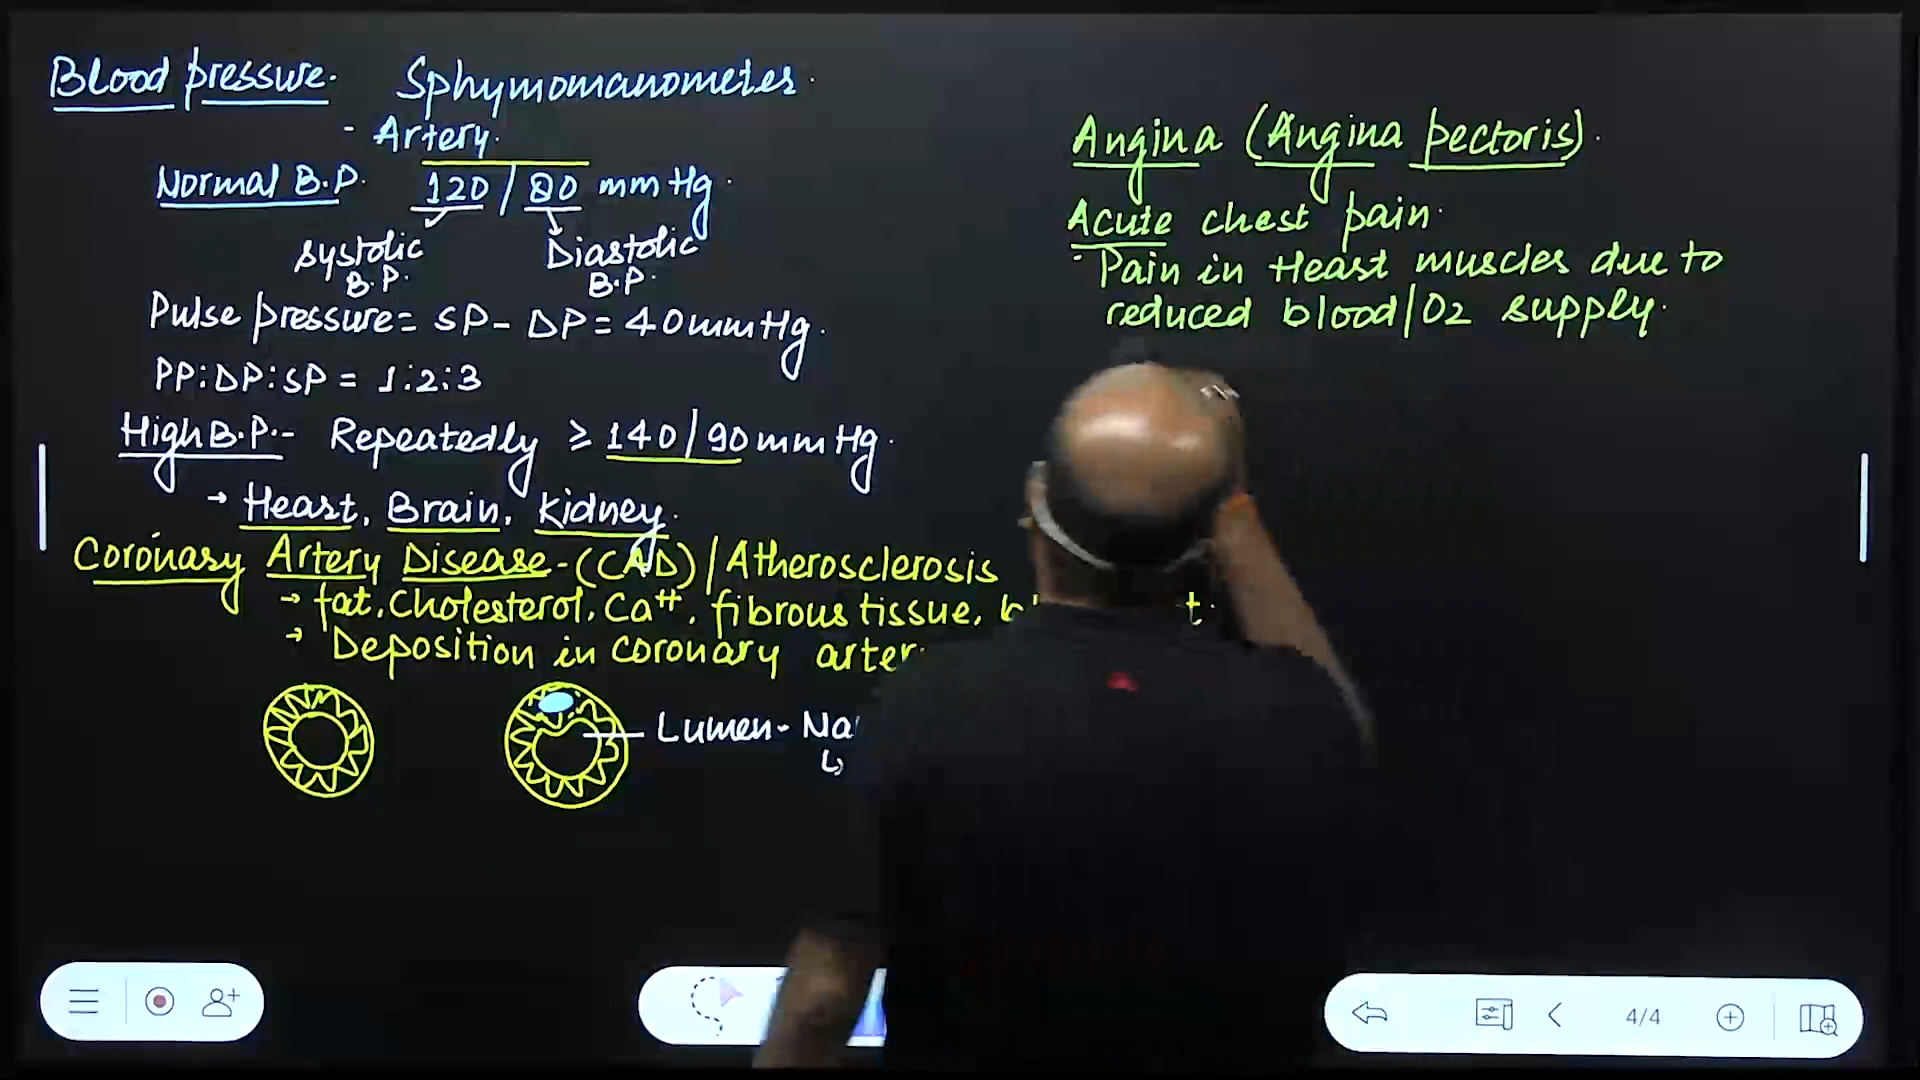 Blood pressure. Sphymomanometer.
- Artery.
Normal B.P. 120/80 mm Hg.
Systolic B.P. Diastolic B.P.
Pulse pressure = SP - DP = 40mmHg.
PP:DP:SP = 1:2:3
High B.P.- Repeatedly ≥ 140/90 mm Hg.
→ Heart, Brain, Kidney.
Coronary Artery Disease - (CAD) / Atherosclerosis
→ fat, Cholesterol, Ca++, fibrous tissue,
→ Deposition in coronary
Lumen -
Angina (Angina pectoris).
Acute chest pain.
- Pain in Heart muscles due to
reduced blood/O2 supply.
4/4